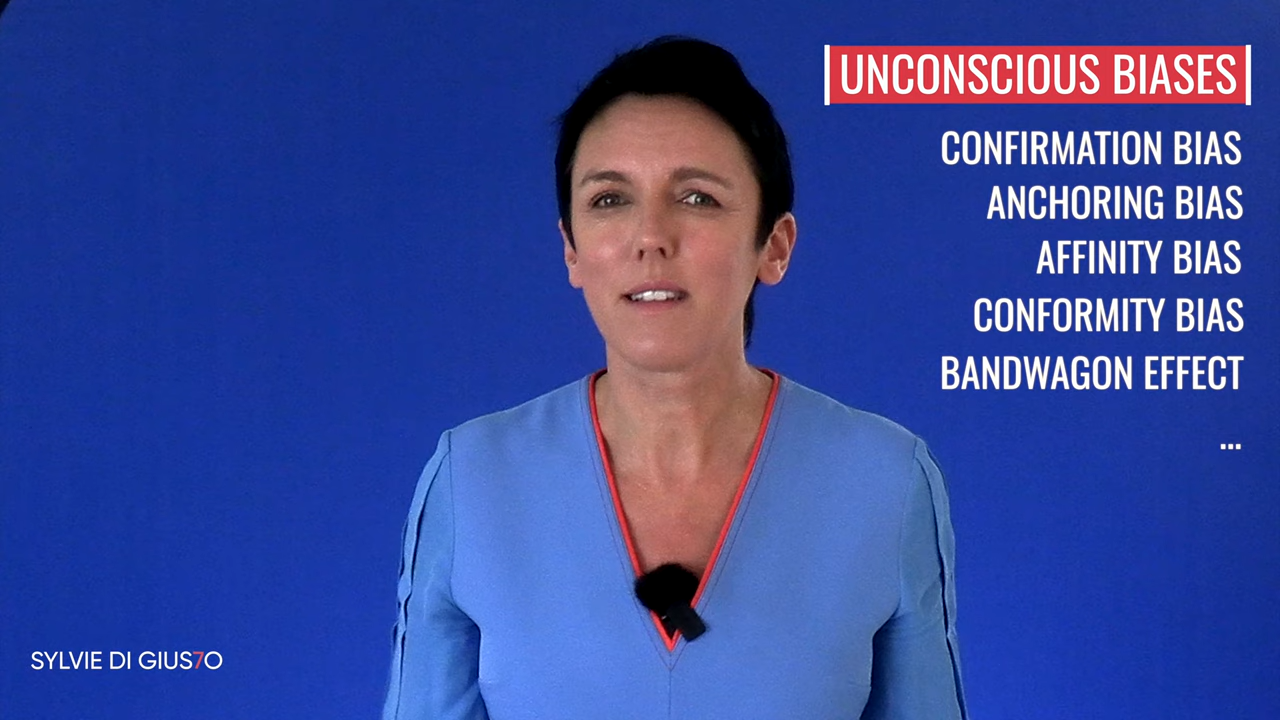 UNCONSCIOUS BIASES
CONFIRMATION BIAS
ANCHORING BIAS
AFFINITY BIAS
CONFORMITY BIAS
BANDWAGON EFFECT
...
SYLVIE DI GIUS7O